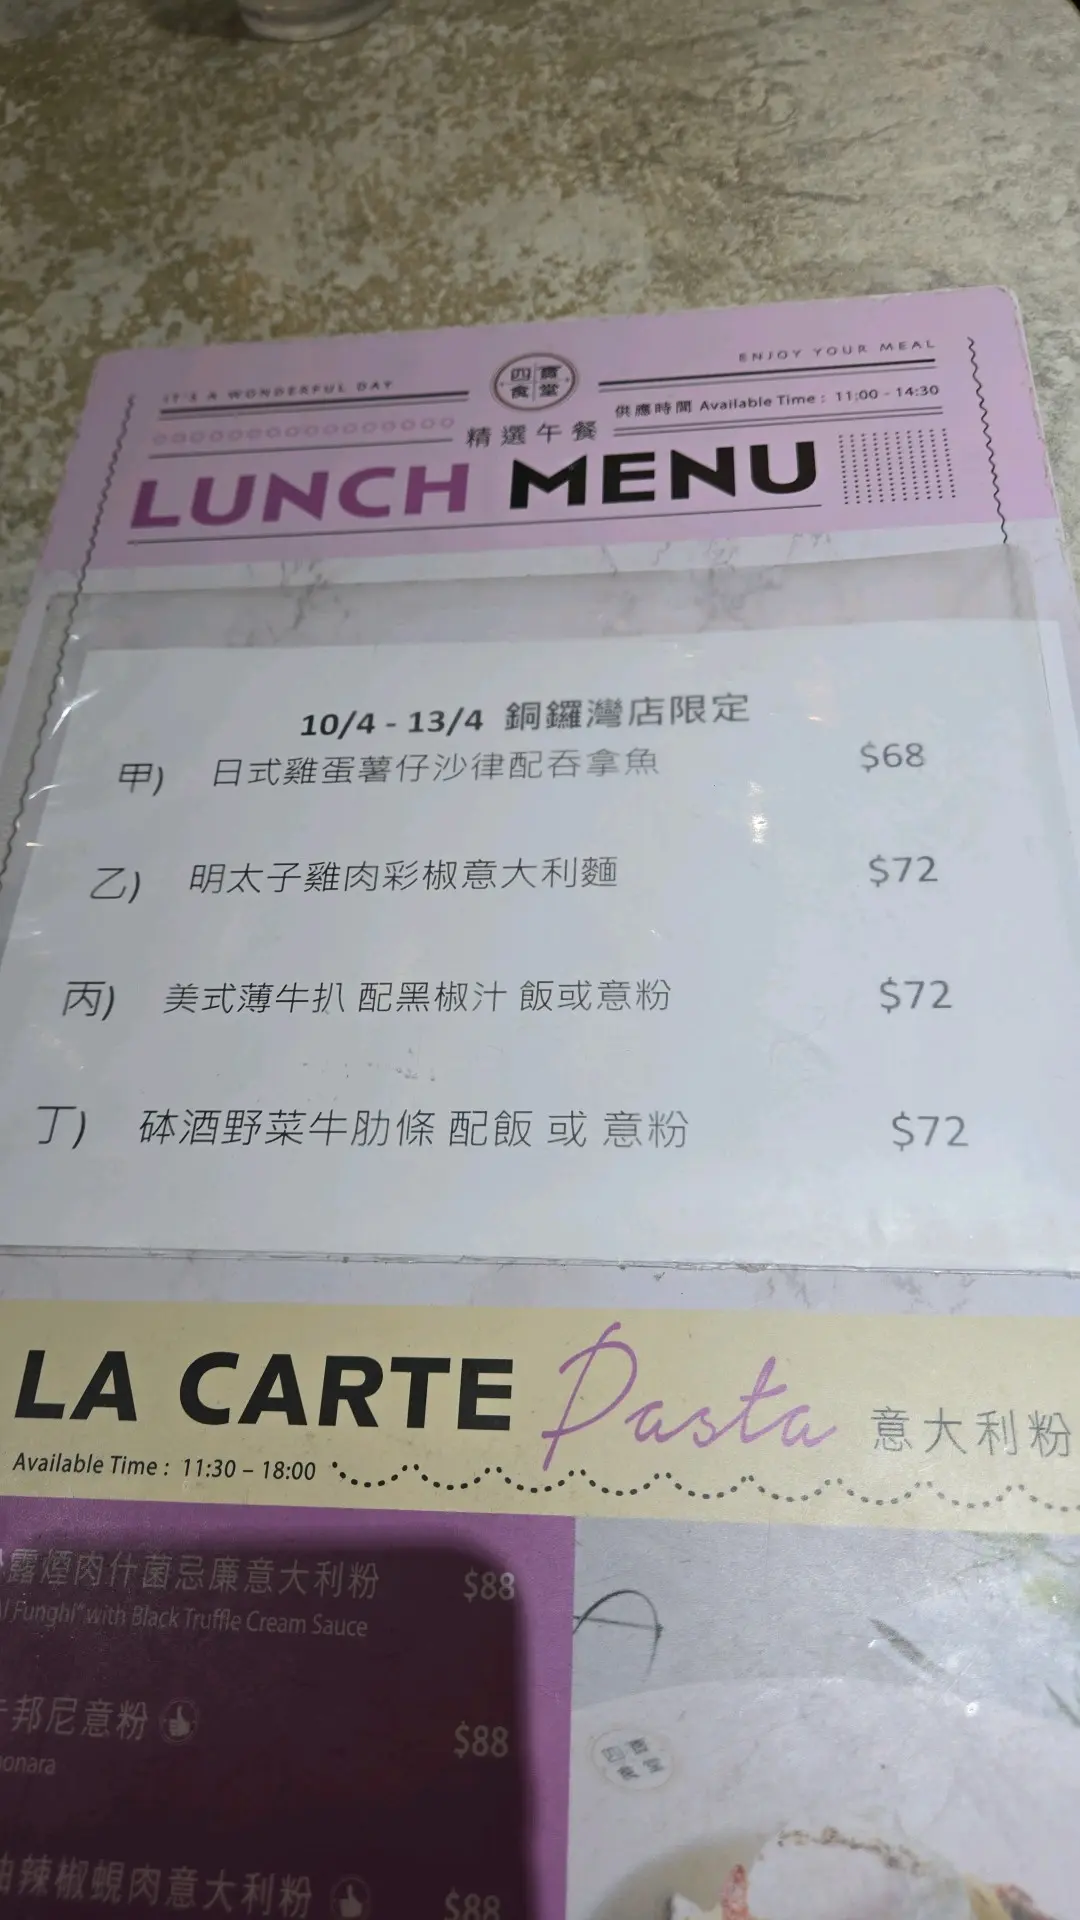 IT'S A WONDERFUL DAY
四寶食堂
ENJOY YOUR MEAL
供應時間 Available Time : 11:00 - 14:30
精選午餐
LUNCH MENU
10/4 - 13/4 銅鑼灣店限定
甲) 日式雞蛋薯仔沙律配吞拿魚 $68
乙) 明太子雞肉彩椒意大利麵 $72
丙) 美式薄牛扒 配黑椒汁 飯或意粉 $72
丁) 砵酒野菜牛肋條 配飯 或 意粉 $72
LA CARTE Pasta 意大利粉
Available Time : 11:30 – 18:00
露煙肉什菌忌廉意大利粉 $88
Funghi" with Black Truffle Cream Sauce
邦尼意粉 $88
onara
辣椒蜆肉意大利粉 $88
四寶食堂